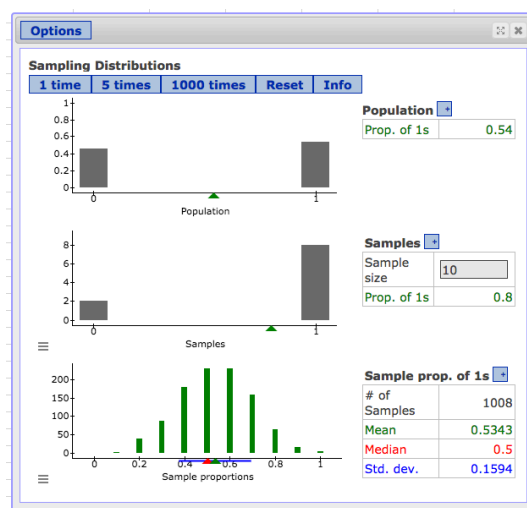 Options
Sampling Distributions
1 time 5 times 1000 times Reset Info
1
0.8
0.6
0.4
0.2
0
0 1
Population
Population +
Prop. of 1s 0.54
8
6
4
2
0
0 1
Samples
Samples +
Sample size 10
Prop. of 1s 0.8
200
150
100
50
0
0 0.2 0.4 0.6 0.8 1
Sample proportions
Sample prop. of 1s +
# of Samples 1008
Mean 0.5343
Median 0.5
Std. dev. 0.1594